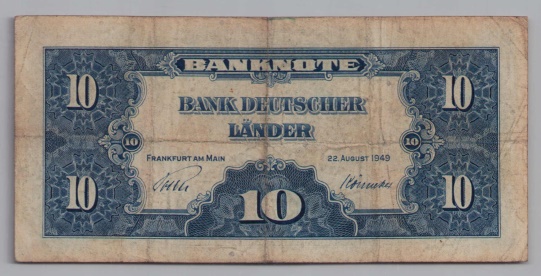 BANKNOTE
10 10
BANK DEUTSCHER
LÄNDER
10 10
FRANKFURT AM MAIN 22. AUGUST 1949
10 10 10